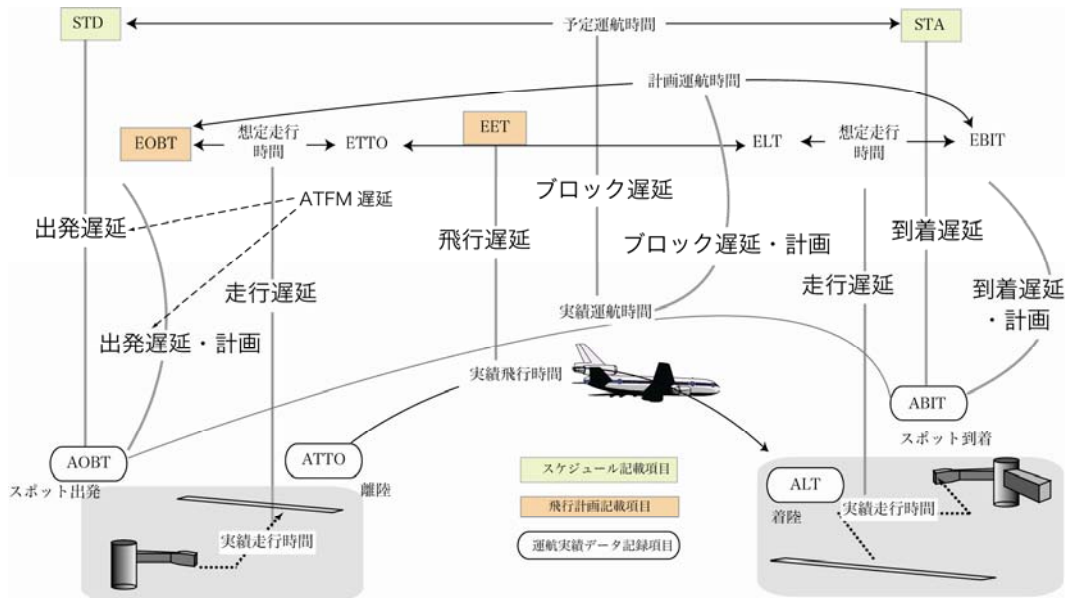 STD
予定運航時間
STA
計画運航時間
EOBT
想定走行
時間
ETTO
EET
ELT
想定走行
時間
EBIT
ATFM 遅延
ブロック遅延
出発遅延
飛行遅延
ブロック遅延・計画
到着遅延
走行遅延
走行遅延
到着遅延
・計画
出発遅延・計画
実績運航時間
実績飛行時間
ABIT
スポット到着
AOBT
スポット出発
ATTO
離陸
スケジュール記載項目
飛行計画記載項目
運航実績データ記録項目
ALT
着陸
実績走行時間
実績走行時間